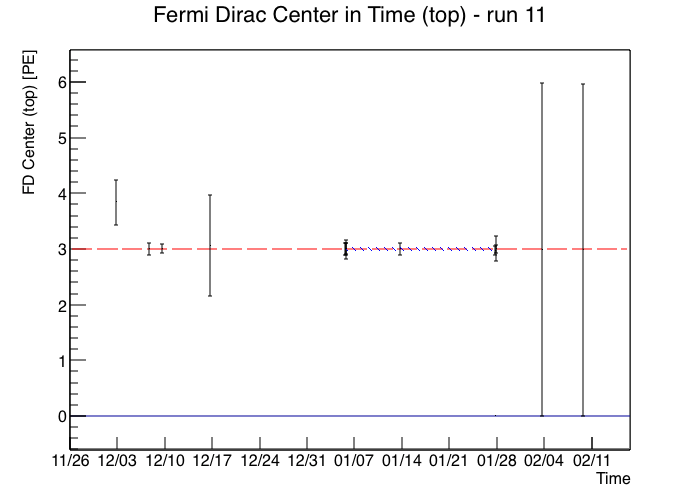 Fermi Dirac Center in Time (top) - run 11
FD Center (top) [PE]
6
5
4
3
2
1
0
11/26 12/03 12/10 12/17 12/24 12/31 01/07 01/14 01/21 01/28 02/04 02/11
Time